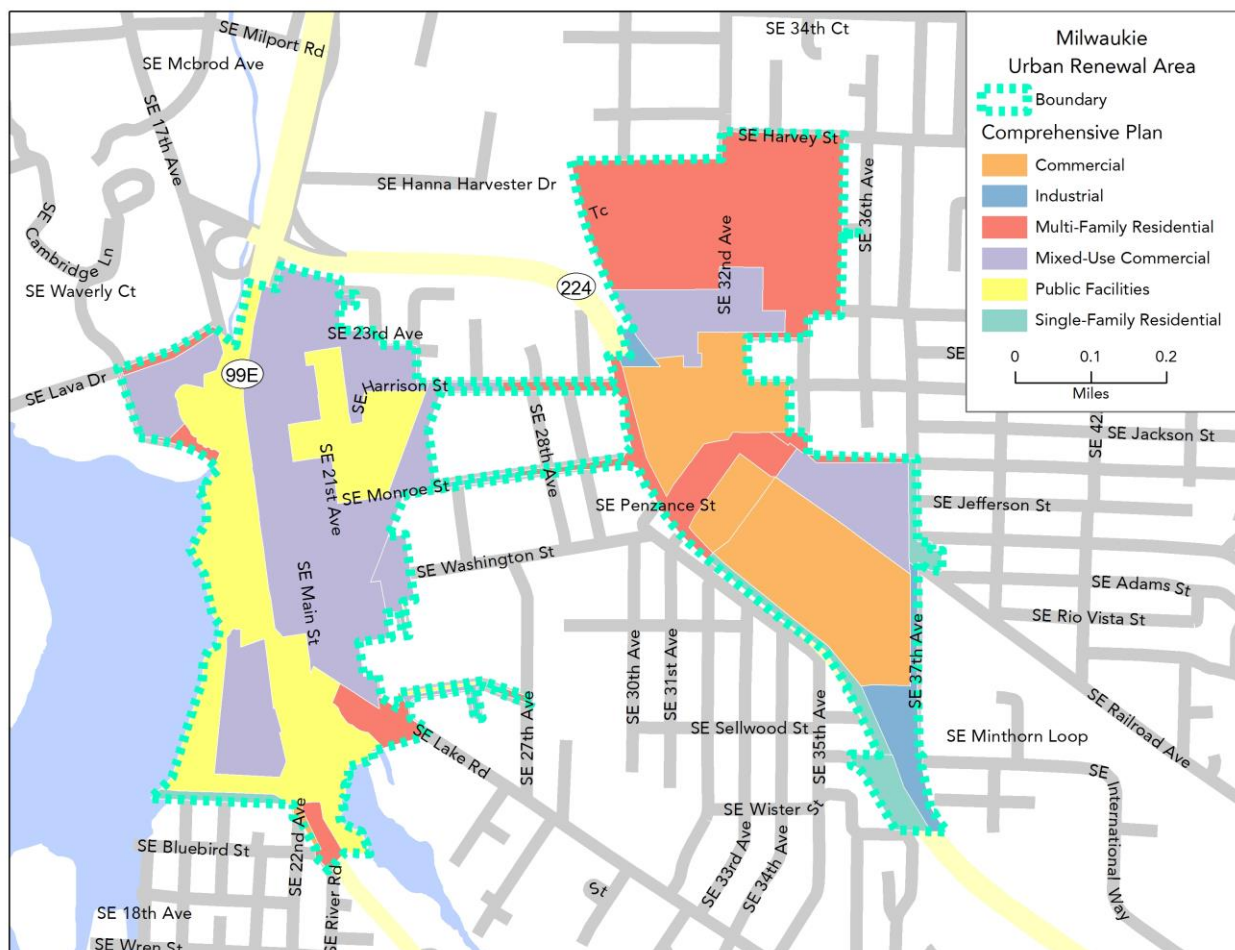 SE Milport Rd
SE 34th Ct
SE Mcbrod Ave
SE 17th Ave
SE Harvey St
SE Hanna Harvester Dr
SE 36th Ave
Tc
SE 32nd Ave
SE Cambridge Ln
SE Waverly Ct
224
SE 23rd Ave
SE
99E
SE Lava Dr
SE Harrison St
SE 28th Ave
SE 42
SE Jackson St
SE 21st Ave
SE Monroe St
SE Penzance St
SE Jefferson St
SE Washington St
SE Adams St
SE Main St
SE Rio Vista St
SE 30th Ave
SE 31st Ave
SE 37th Ave
SE Railroad Ave
SE Lake Rd
SE 27th Ave
SE Sellwood St
SE 35th Ave
SE Minthorn Loop
SE International Way
SE 22nd Ave
SE Wister St
SE Bluebird St
SE River Rd
SE 33rd Ave
SE 34th Ave
St
SE 18th Ave
SE Wren St
Milwaukie
Urban Renewal Area
Boundary
Comprehensive Plan
Commercial
Industrial
Multi-Family Residential
Mixed-Use Commercial
Public Facilities
Single-Family Residential
0 0.1 0.2
Miles